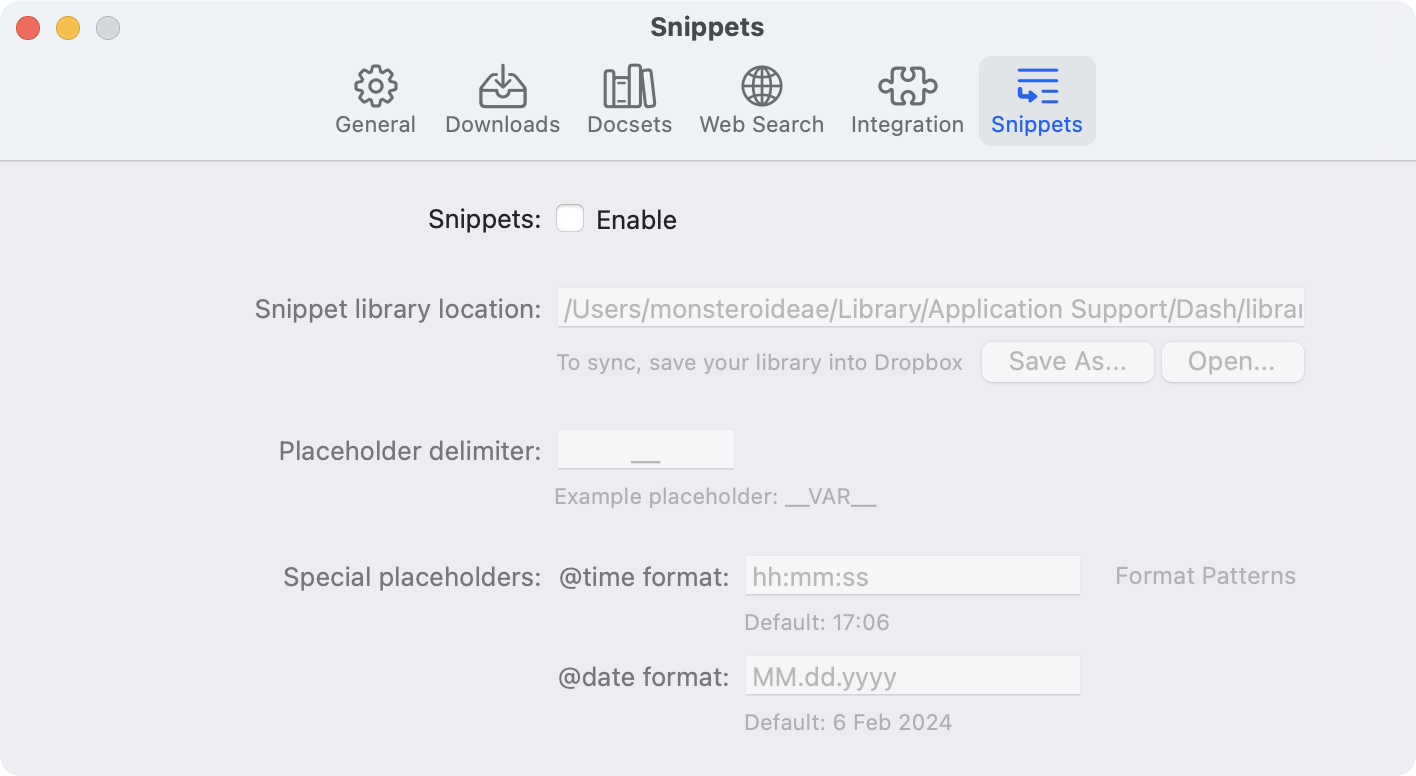 Snippets
General Downloads Docsets Web Search Integration Snippets
Snippets: Enable
Snippet library location: /Users/monsteroideae/Library/Application Support/Dash/librar
To sync, save your library into Dropbox Save As... Open...
Placeholder delimiter: __
Example placeholder: __VAR__
Special placeholders: @time format: hh:mm:ss Format Patterns
Default: 17:06
@date format: MM.dd.yyyy
Default: 6 Feb 2024